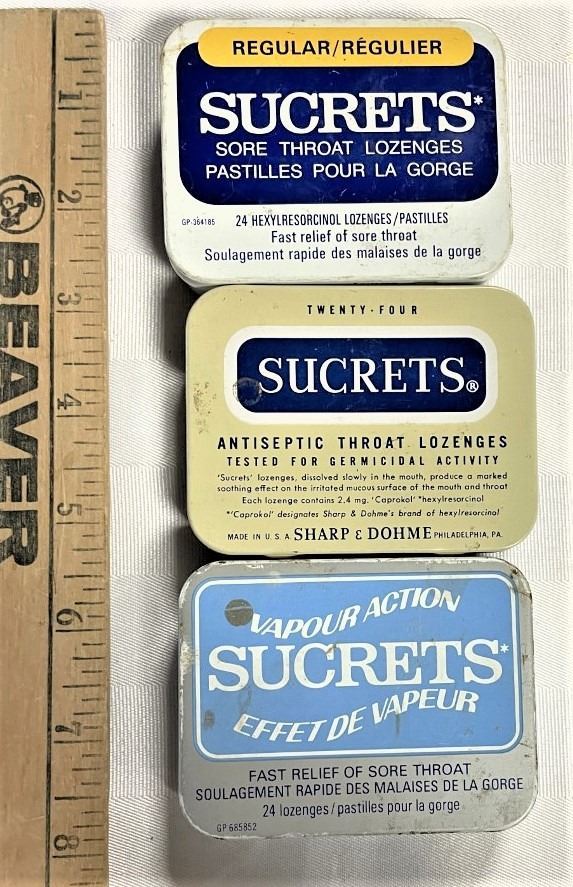 REGULAR/RÉGULIER
SUCRETS*
SORE THROAT LOZENGES
PASTILLES POUR LA GORGE
GP-364185 24 HEXYLRESORCINOL LOZENGES/PASTILLES
Fast relief of sore throat
Soulagement rapide des malaises de la gorge
TWENTY-FOUR
SUCRETS®
ANTISEPTIC THROAT LOZENGES
TESTED FOR GERMICIDAL ACTIVITY
'Sucrets' lozenges, dissolved slowly in the mouth, produce a marked
soothing effect on the irritated mucous surface of the mouth and throat
Each lozenge contains 2.4 mg. 'Caprokol' *hexylresorcinol
*'Caprokol' designates Sharp & Dohme's brand of hexylresorcinol
MADE IN U. S. A. SHARP & DOHME PHILADELPHIA, PA.
VAPOUR ACTION
SUCRETS*
EFFET DE VAPEUR
FAST RELIEF OF SORE THROAT
SOULAGEMENT RAPIDE DES MALAISES DE LA GORGE
24 lozenges/pastilles pour la gorge
GP 685852
BEAVER
1
2
3
4
5
6
7
8